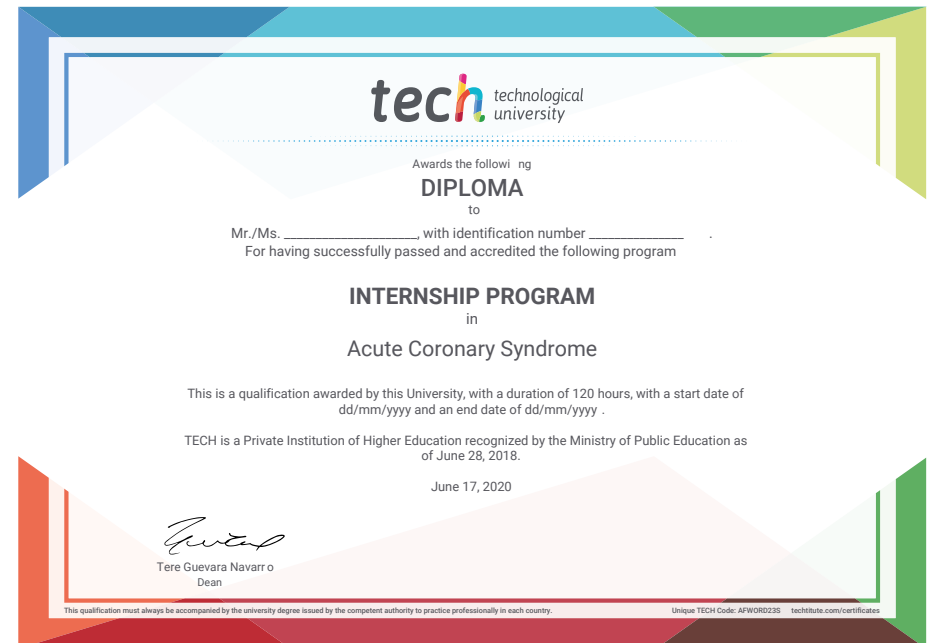 tech technological
university
Awards the followi ng
DIPLOMA
to
Mr./Ms. ____________________, with identification number ______________ .
For having successfully passed and accredited the following program
INTERNSHIP PROGRAM
in
Acute Coronary Syndrome
This is a qualification awarded by this University, with a duration of 120 hours, with a start date of
dd/mm/yyyy and an end date of dd/mm/yyyy .
TECH is a Private Institution of Higher Education recognized by the Ministry of Public Education as
of June 28, 2018.
June 17, 2020
Tere Guevara Navarr o
Dean
This qualification must always be accompanied by the university degree issued by the competent authority to practice professionally in each country.
Unique TECH Code: AFWORD23S techtitute.com/certificates